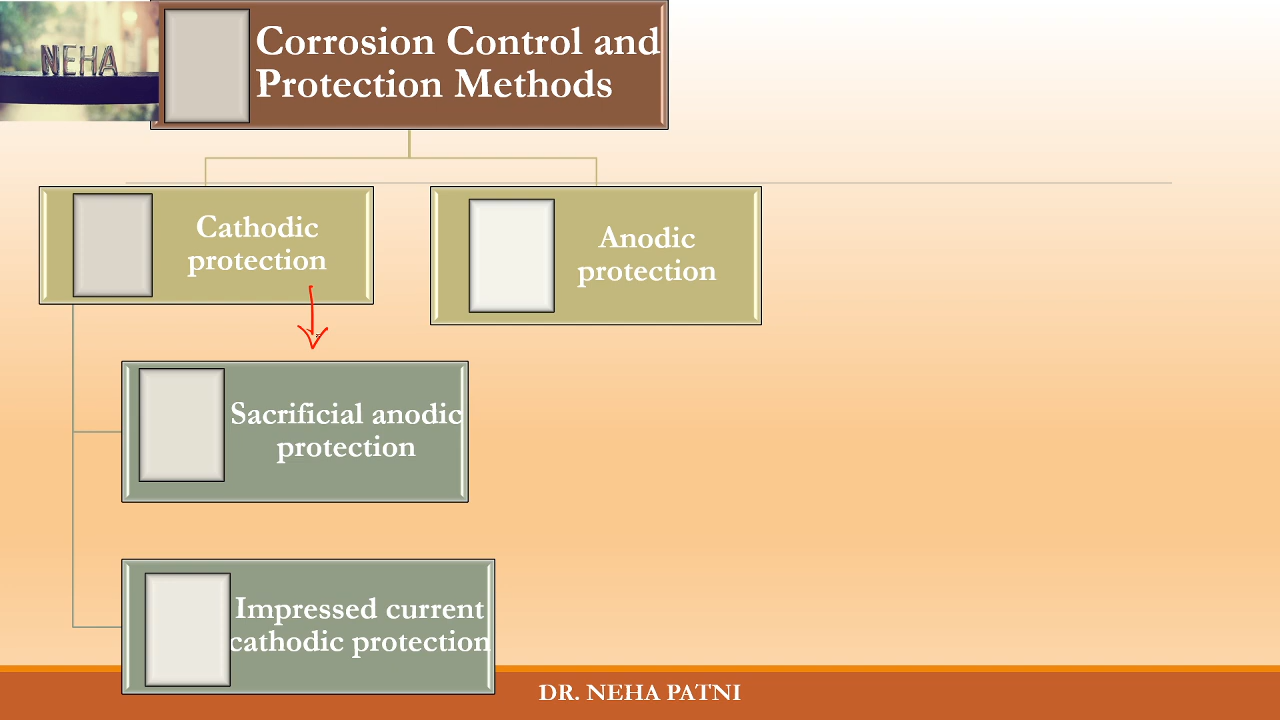 NEHA
Corrosion Control and
Protection Methods
Cathodic
protection
Anodic
protection
Sacrificial anodic
protection
Impressed current
cathodic protection
DR. NEHA PATNI